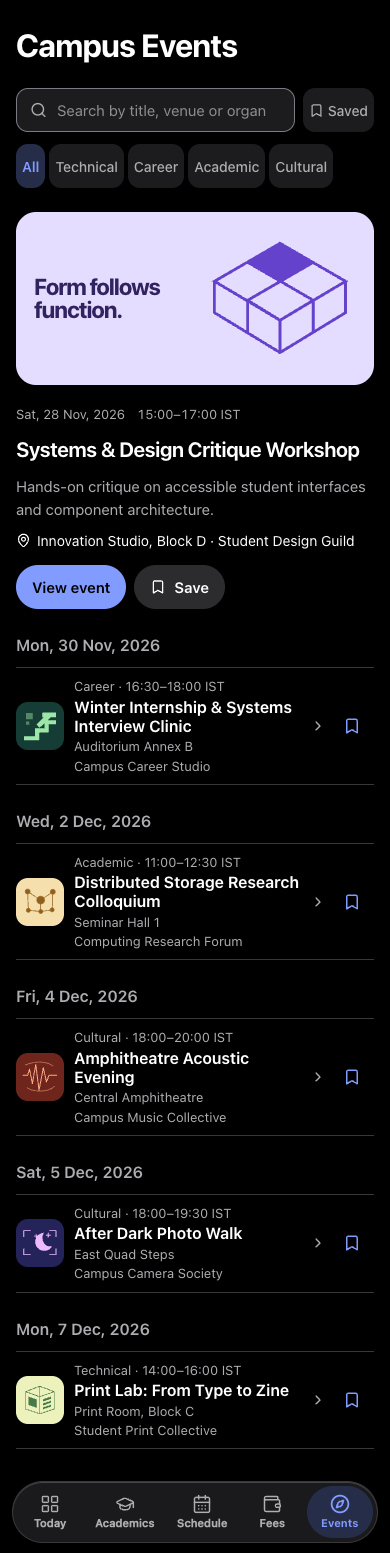 Campus Events
Search by title, venue or organ
Saved
All
Technical
Career
Academic
Cultural
Form follows
function.
Sat, 28 Nov, 2026 15:00–17:00 IST
Systems & Design Critique Workshop
Hands-on critique on accessible student interfaces
and component architecture.
Innovation Studio, Block D · Student Design Guild
View event
Save
Mon, 30 Nov, 2026
Career · 16:30–18:00 IST
Winter Internship & Systems
Interview Clinic
Auditorium Annex B
Campus Career Studio
Wed, 2 Dec, 2026
Academic · 11:00–12:30 IST
Distributed Storage Research
Colloquium
Seminar Hall 1
Computing Research Forum
Fri, 4 Dec, 2026
Cultural · 18:00–20:00 IST
Amphitheatre Acoustic
Evening
Central Amphitheatre
Campus Music Collective
Sat, 5 Dec, 2026
Cultural · 18:00–19:30 IST
After Dark Photo Walk
East Quad Steps
Campus Camera Society
Mon, 7 Dec, 2026
Technical · 14:00–16:00 IST
Print Lab: From Type to Zine
Print Room, Block C
Student Print Collective
Today
Academics
Schedule
Fees
Events